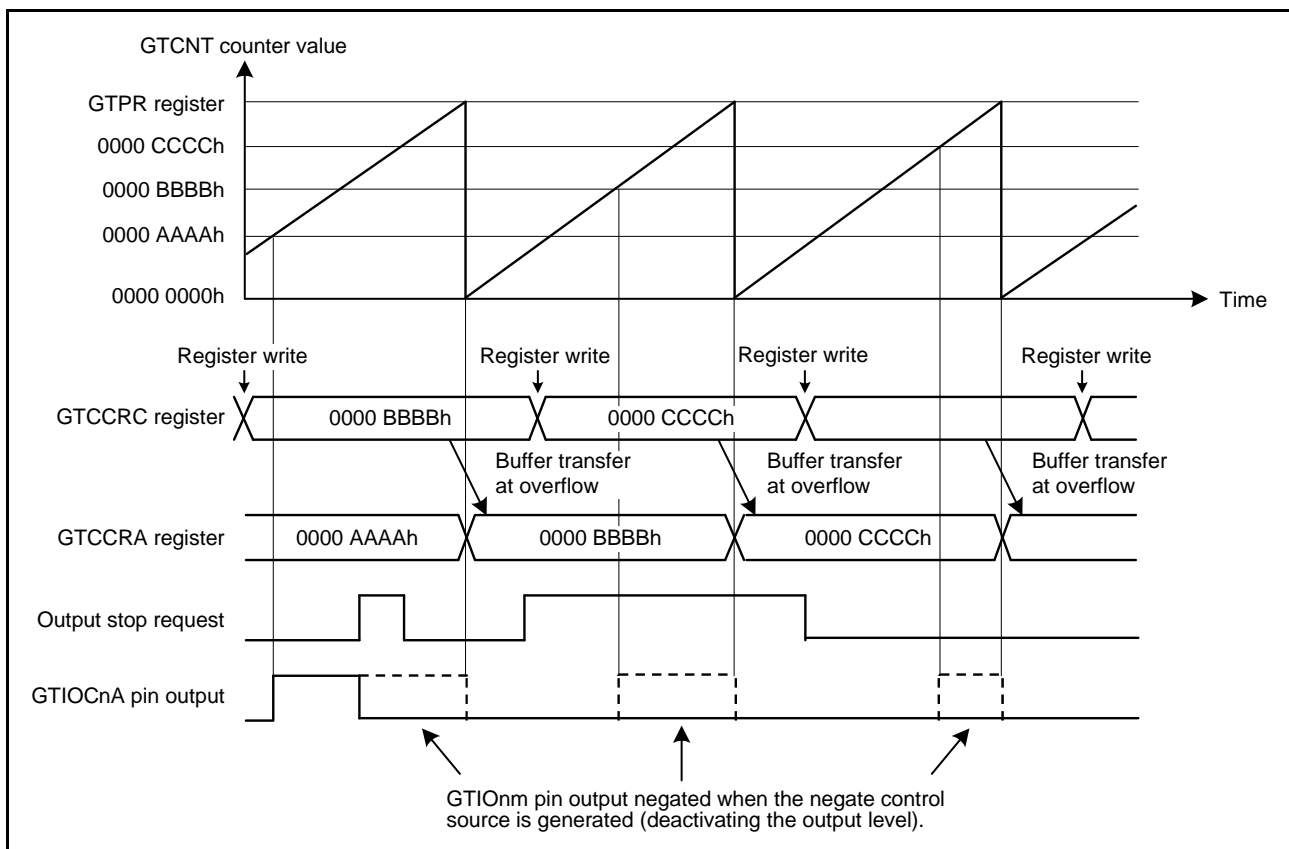 GTCNT counter value
GTPR register
0000 CCCCh
0000 BBBBh
0000 AAAAh
0000 0000h
Time
Register write
Register write
Register write
Register write
GTCCRC register
0000 BBBBh
0000 CCCCh
Buffer transfer
at overflow
Buffer transfer
at overflow
Buffer transfer
at overflow
GTCCRA register
0000 AAAAh
0000 BBBBh
0000 CCCCh
Output stop request
GTIOCnA pin output
GTIOnm pin output negated when the negate control
source is generated (deactivating the output level).